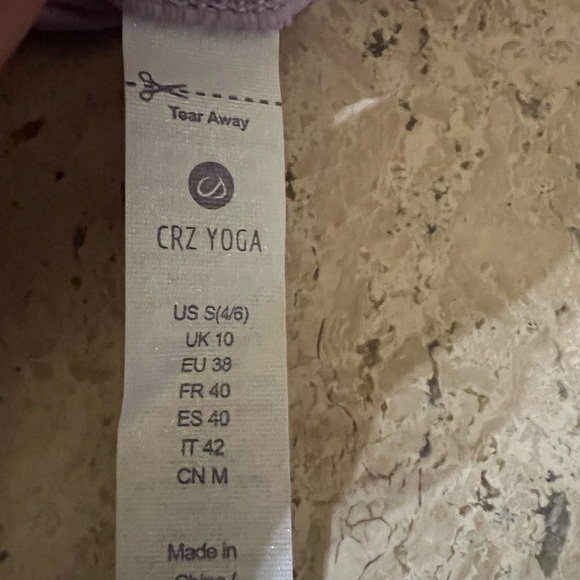 Tear Away
CRZ YOGA
US S(4/6)
UK 10
EU 38
FR 40
ES 40
IT 42
CN M
Made in
China /